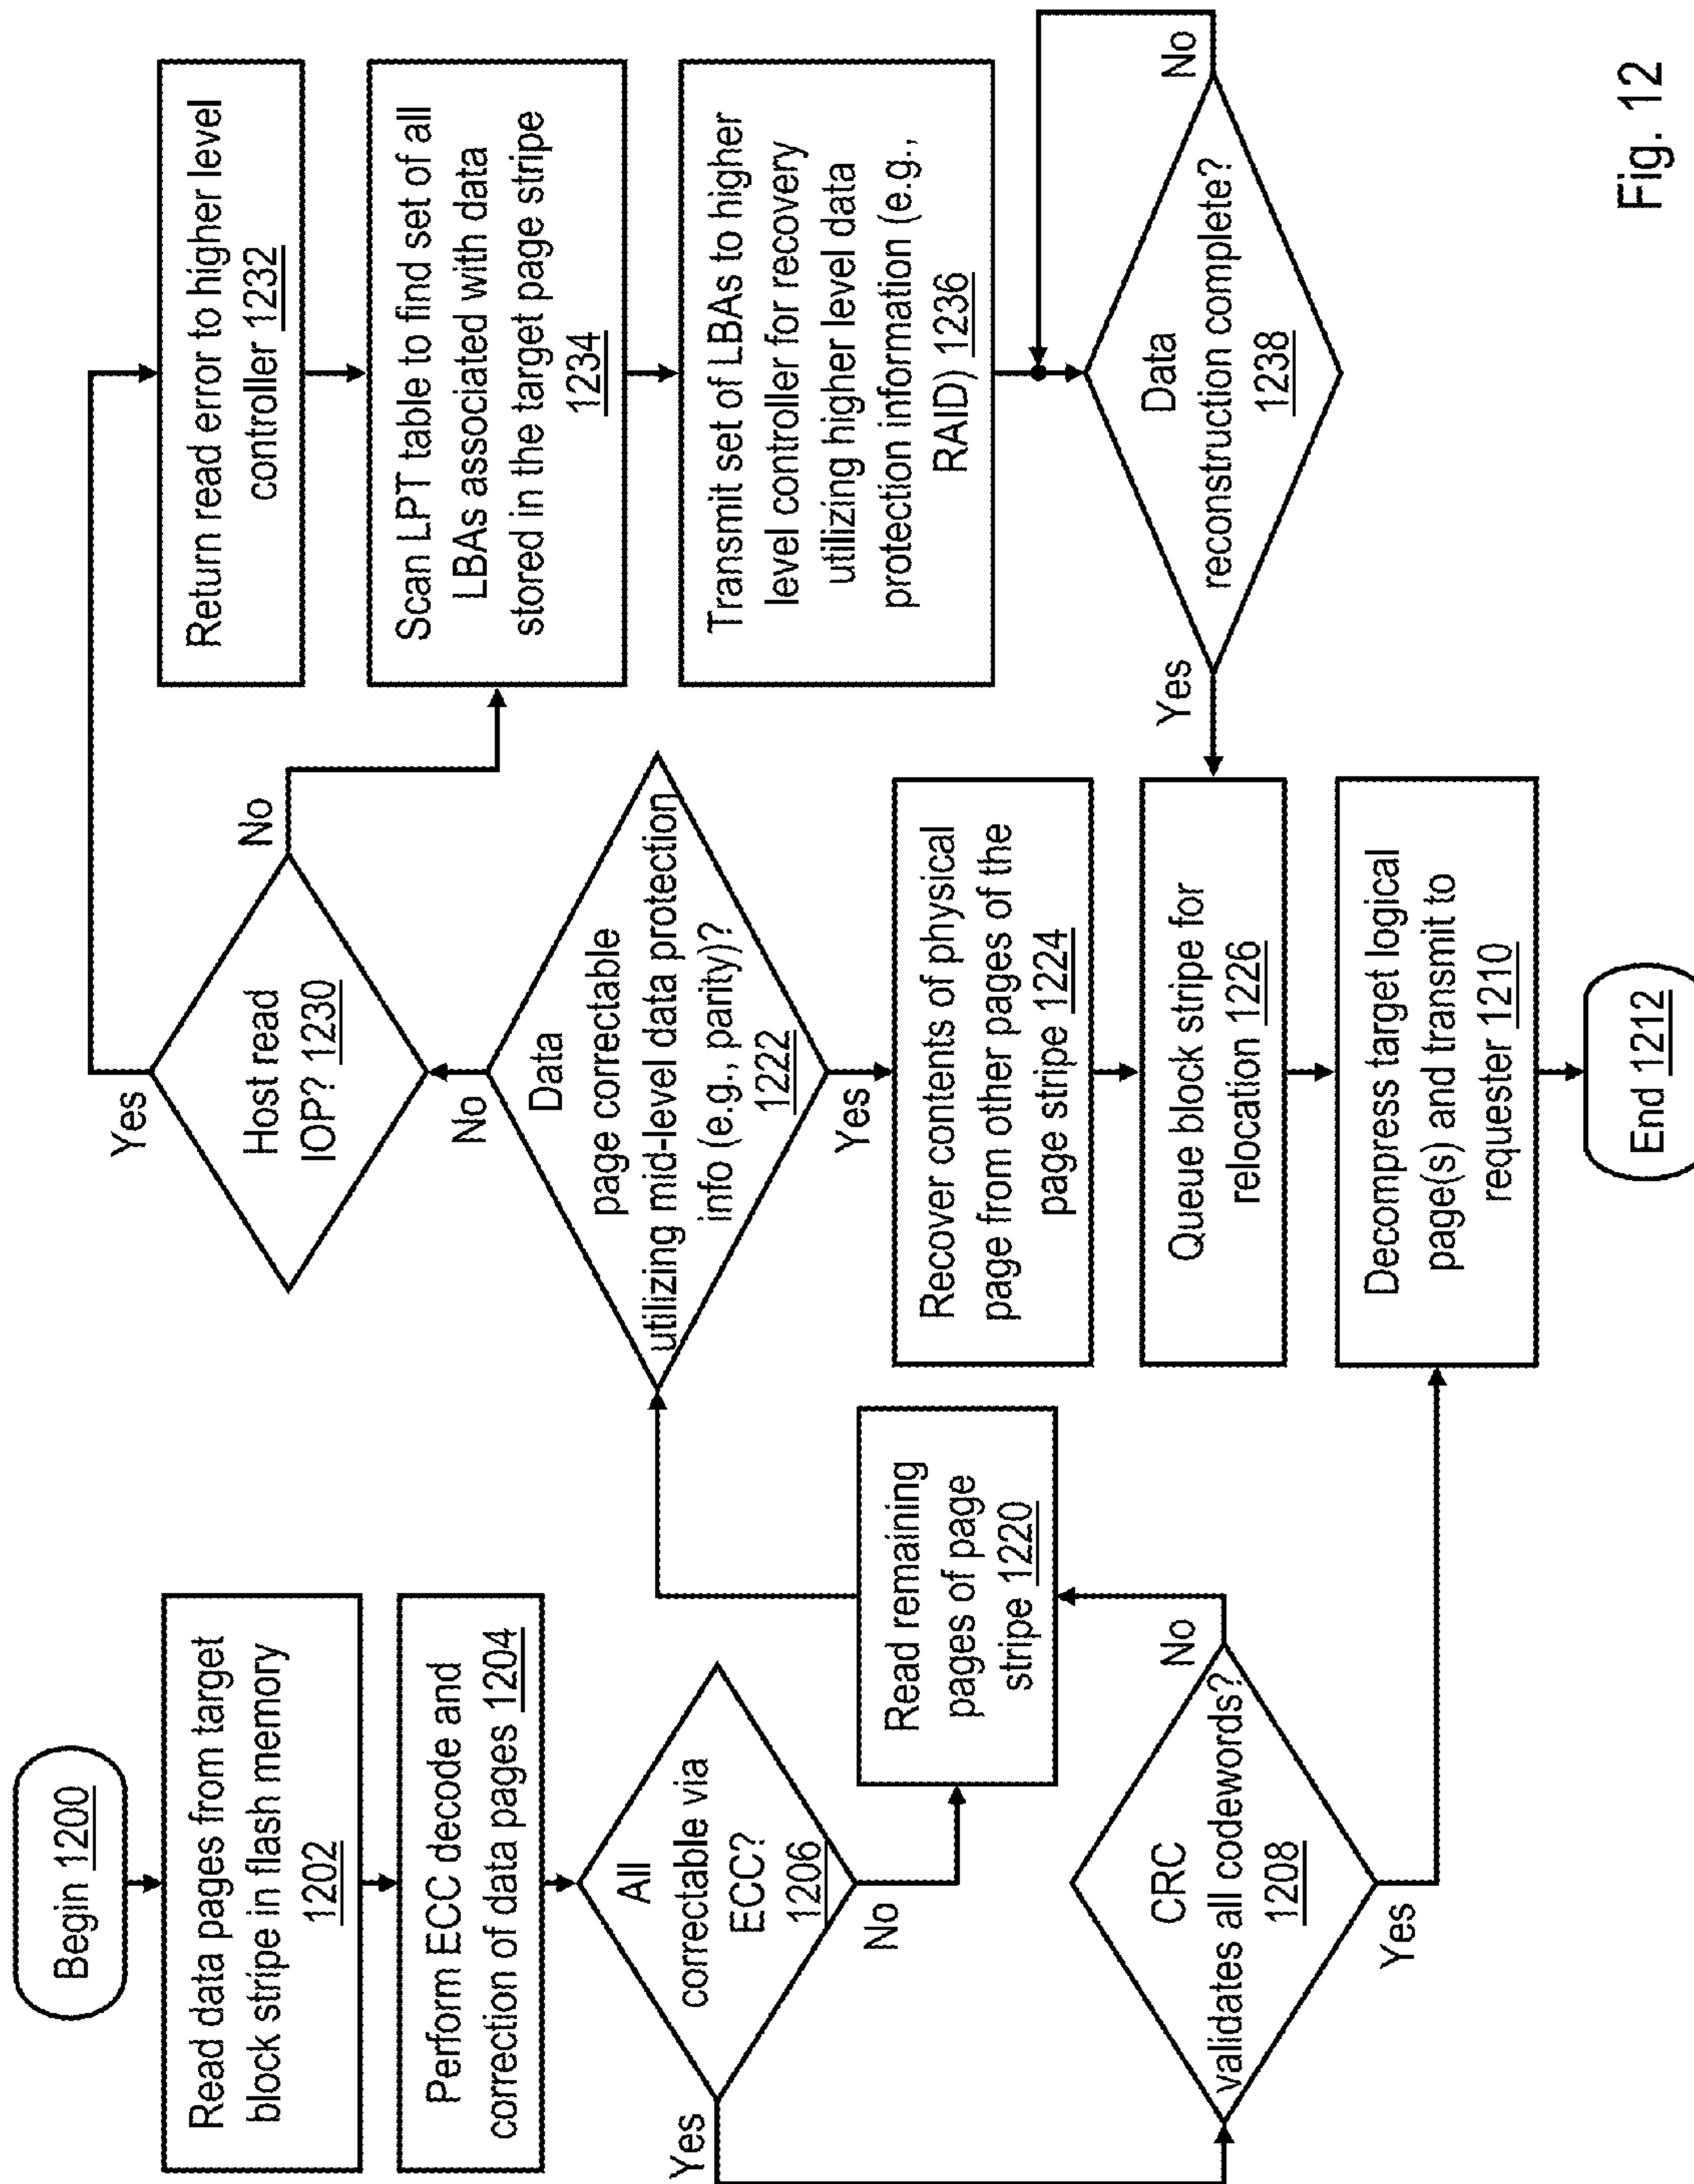 Begin 1200
Read data pages from target
block stripe in flash memory
1202
Perform ECC decode and
correction of data pages 1204
All
correctable via
ECC?
1206
Yes
No
CRC
validates all codewords?
1208
No
Yes
Read remaining
pages of page
stripe 1220
Data
page correctable
utilizing mid-level data protection
info (e.g., parity)?
1222
No
Yes
Recover contents of physical
page from other pages of the
page stripe 1224
Queue block stripe for
relocation 1226
Decompress target logical
page(s) and transmit to
requester 1210
End 1212
Host read
IOP? 1230
Yes
No
Return read error to higher level
controller 1232
Scan LPT table to find set of all
LBAs associated with data
stored in the target page stripe
1234
Transmit set of LBAs to higher
level controller for recovery
utilizing higher level data
protection information (e.g.,
RAID) 1236
Data
reconstruction complete?
1238
No
Yes
Fig. 12